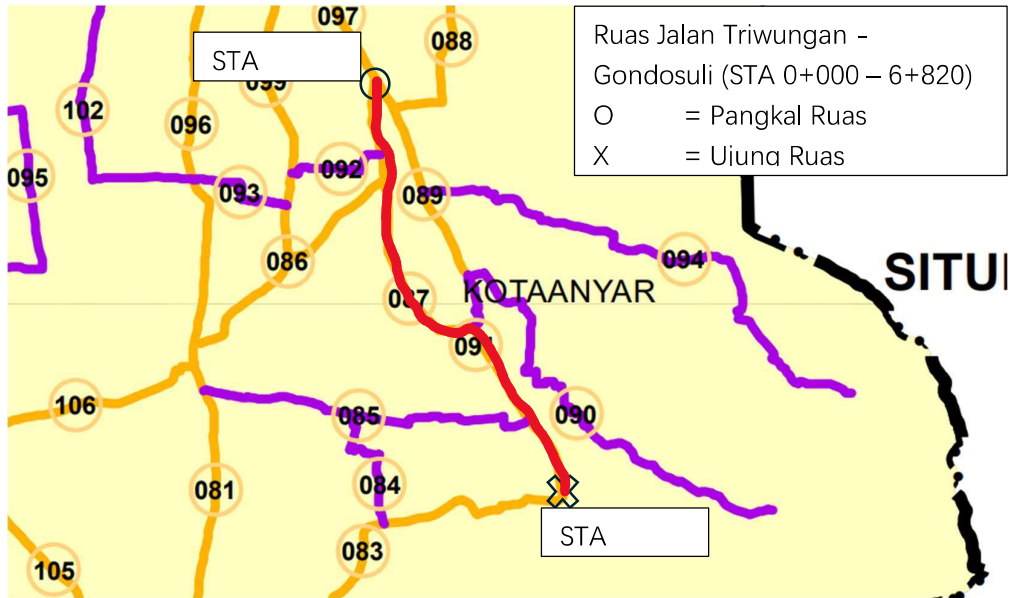 097
088
STA
Ruas Jalan Triwungan -
Gondosuli (STA 0+000 – 6+820)
O = Pangkal Ruas
X = Ujung Ruas
099
102
096
092
095
093
089
086
094
SITU
087
KOTAANYAR
091
106
085
090
084
081
STA
083
105